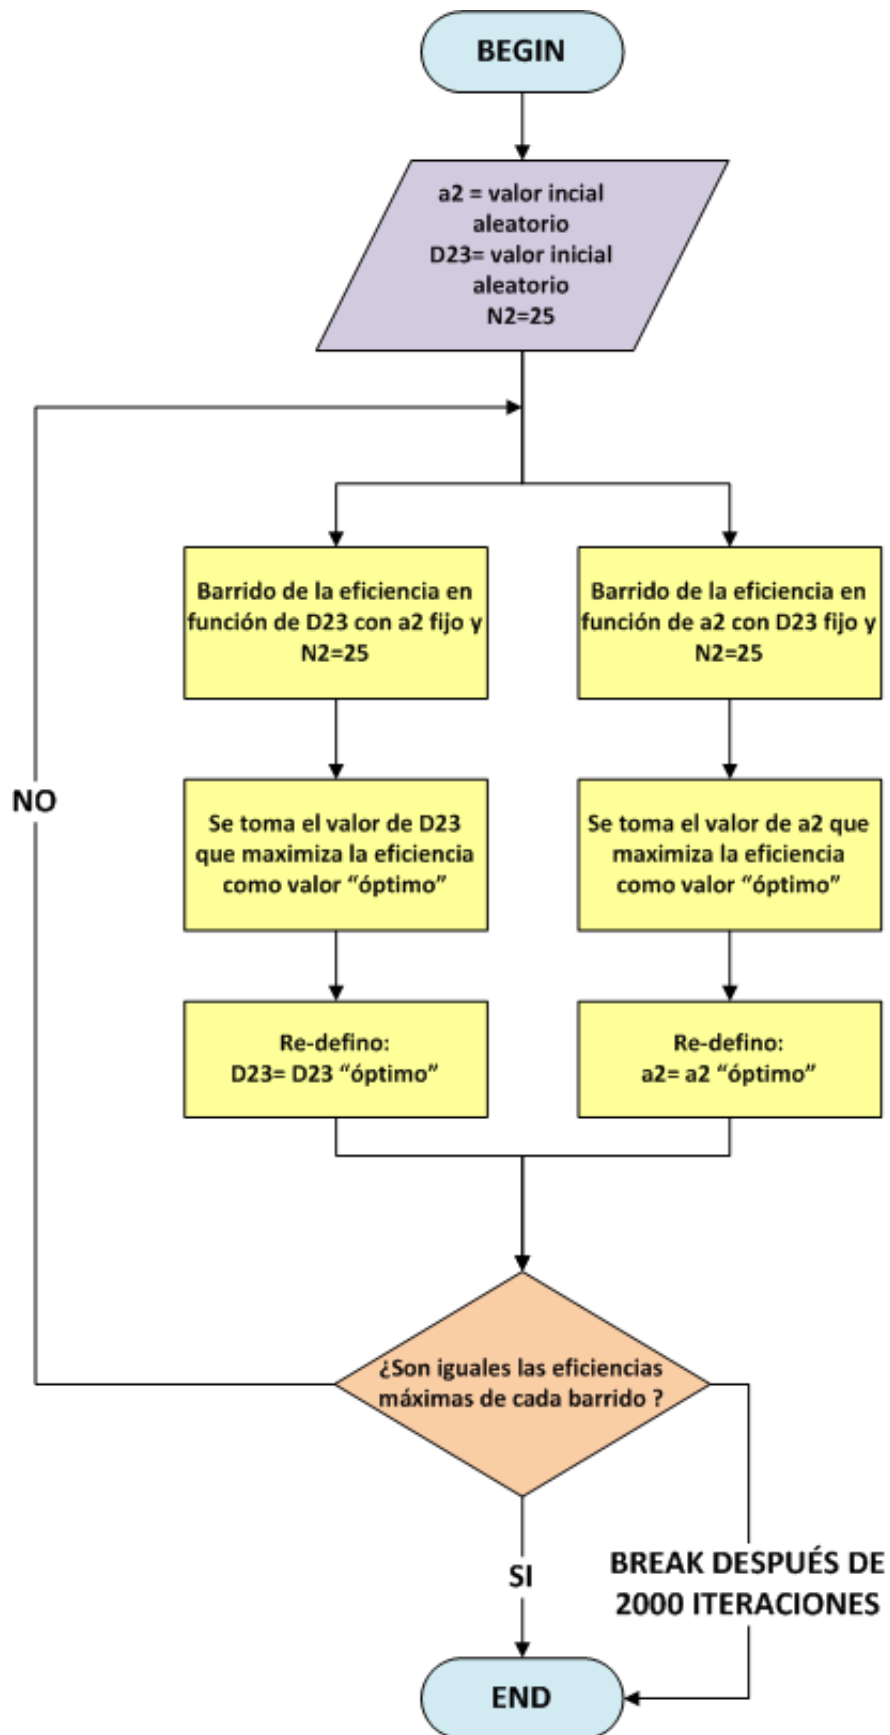 BEGIN
a2 = valor incial
aleatorio
D23= valor inicial
aleatorio
N2=25
Barrido de la eficiencia en
función de D23 con a2 fijo y
N2=25
Barrido de la eficiencia en
función de a2 con D23 fijo y
N2=25
NO
Se toma el valor de D23
que maximiza la eficiencia
como valor “óptimo”
Se toma el valor de a2 que
maximiza la eficiencia
como valor “óptimo”
Re-defino:
D23= D23 “óptimo”
Re-defino:
a2= a2 “óptimo”
¿Son iguales las eficiencias
máximas de cada barrido ?
SI
BREAK DESPUÉS DE
2000 ITERACIONES
END